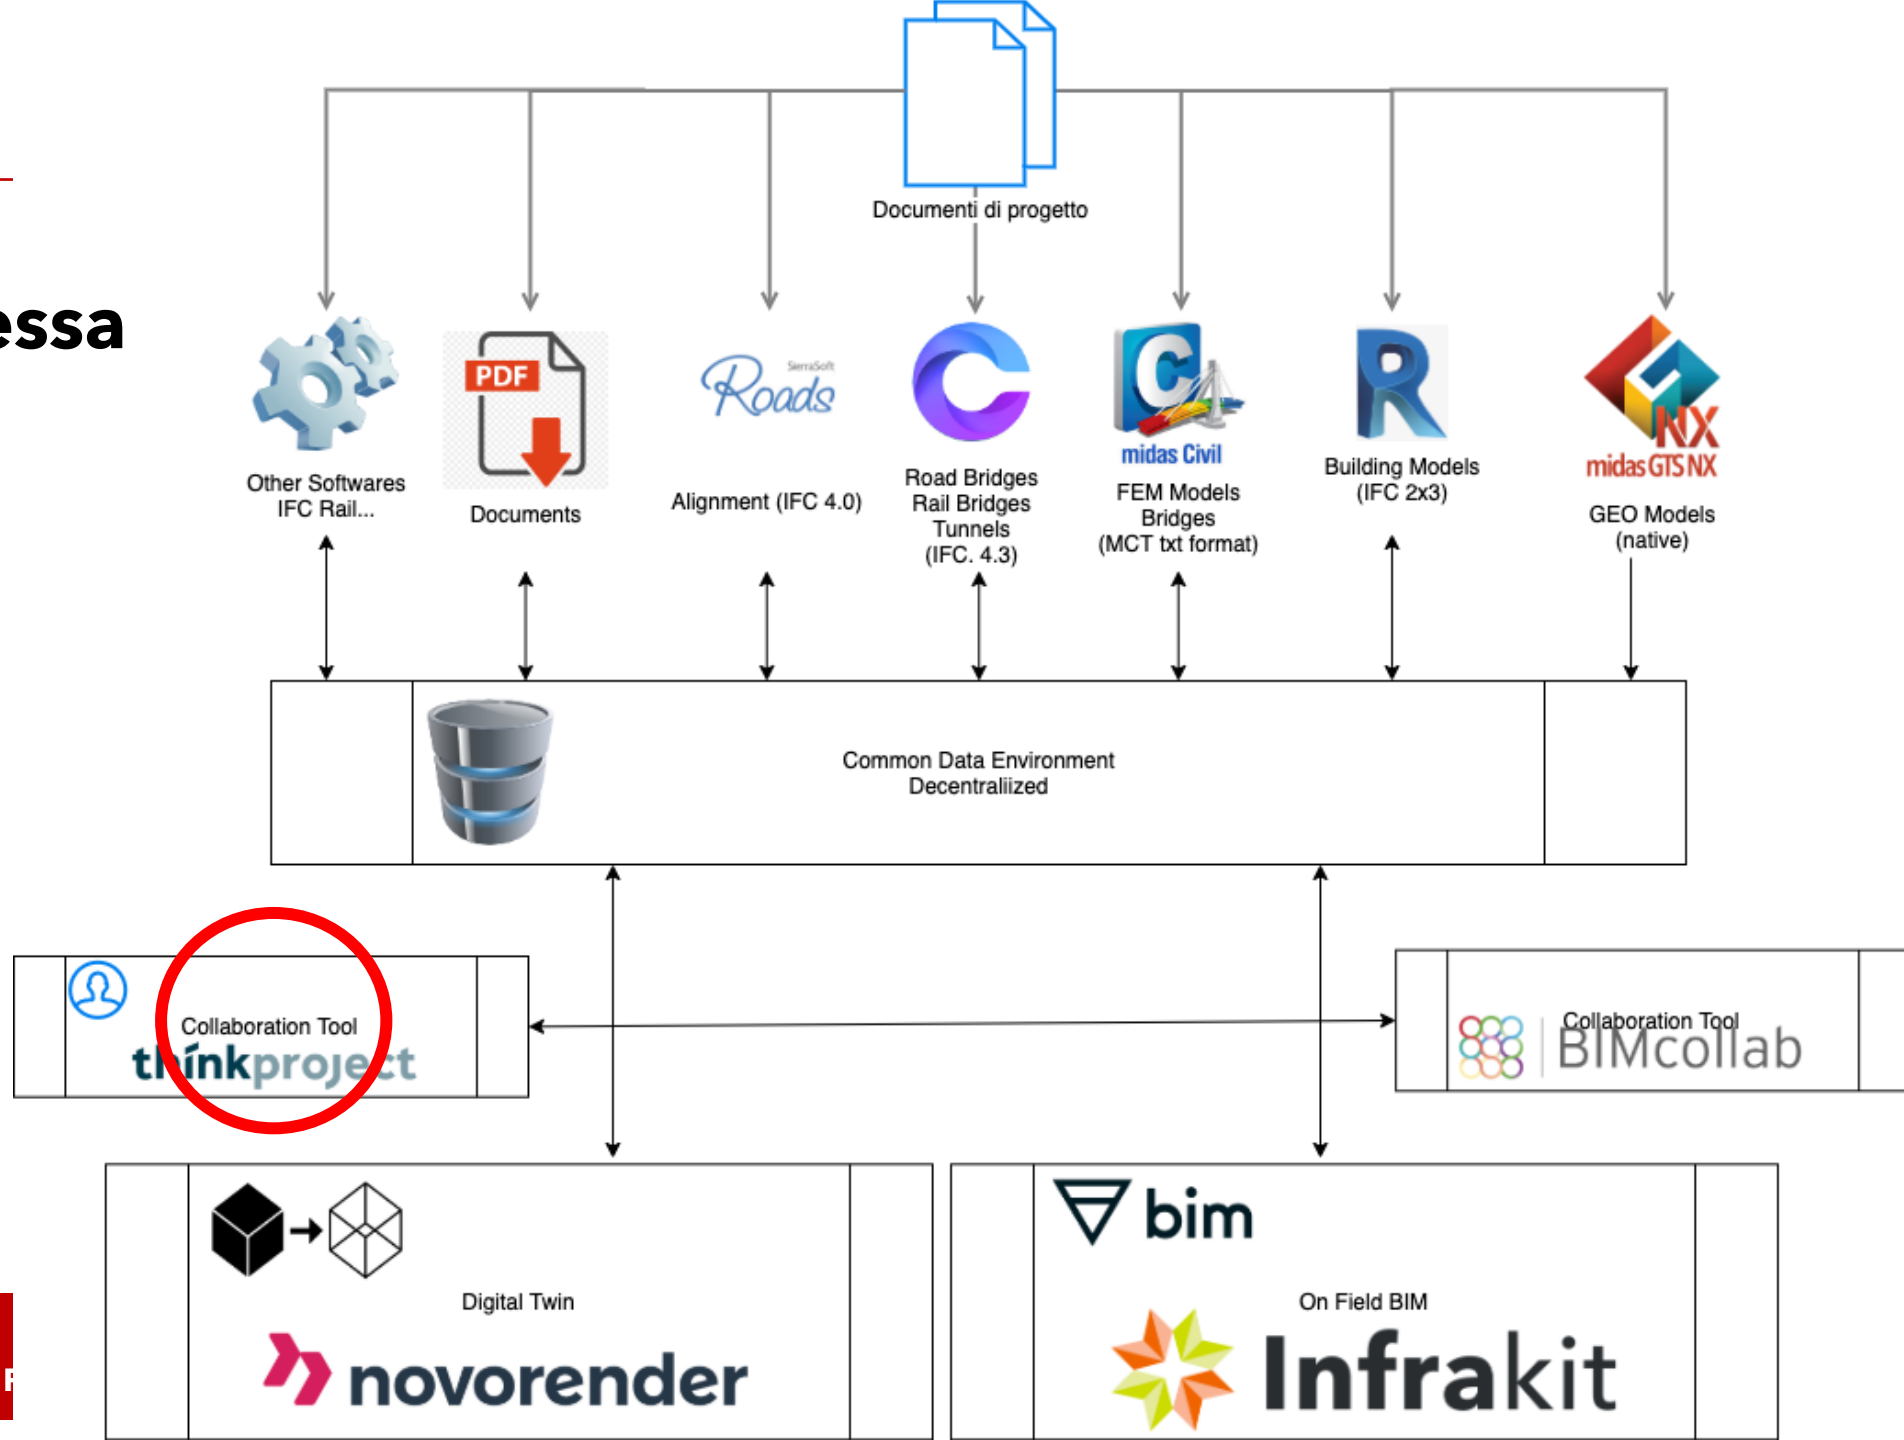 Documenti di progetto
essa
PDF
SierraSoft
Roads
C
midas Civil
R
NX
midas GTS NX
Other Softwares
IFC Rail...
Documents
Alignment (IFC 4.0)
Road Bridges
Rail Bridges
Tunnels
(IFC. 4.3)
FEM Models
Bridges
(MCT txt format)
Building Models
(IFC 2x3)
GEO Models
(native)
Common Data Environment
Decentraliized
Collaboration Tool
thinkproject
Collaboration Tool
BIMcollab
Digital Twin
novorender
bim
On Field BIM
Infrakit